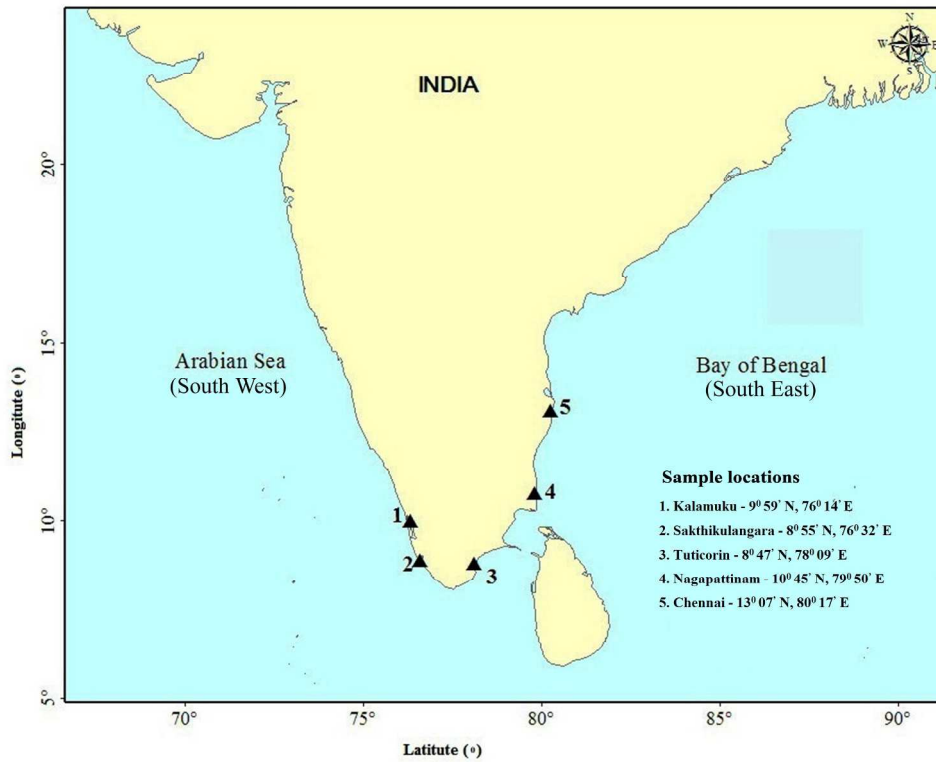 N
W E
S
INDIA
20°
15°
10°
5°
Longitute (o)
Arabian Sea
(South West)
Bay of Bengal
(South East)
5
4
1
2
3
Sample locations
1. Kalamuku - 9⁰ 59' N, 76⁰ 14' E
2. Sakthikulangara - 8⁰ 55' N, 76⁰ 32' E
3. Tuticorin - 8⁰ 47' N, 78⁰ 09' E
4. Nagapattinam - 10⁰ 45' N, 79⁰ 50' E
5. Chennai - 13⁰ 07' N, 80⁰ 17' E
70° 75° 80° 85° 90°
Latitute (o)